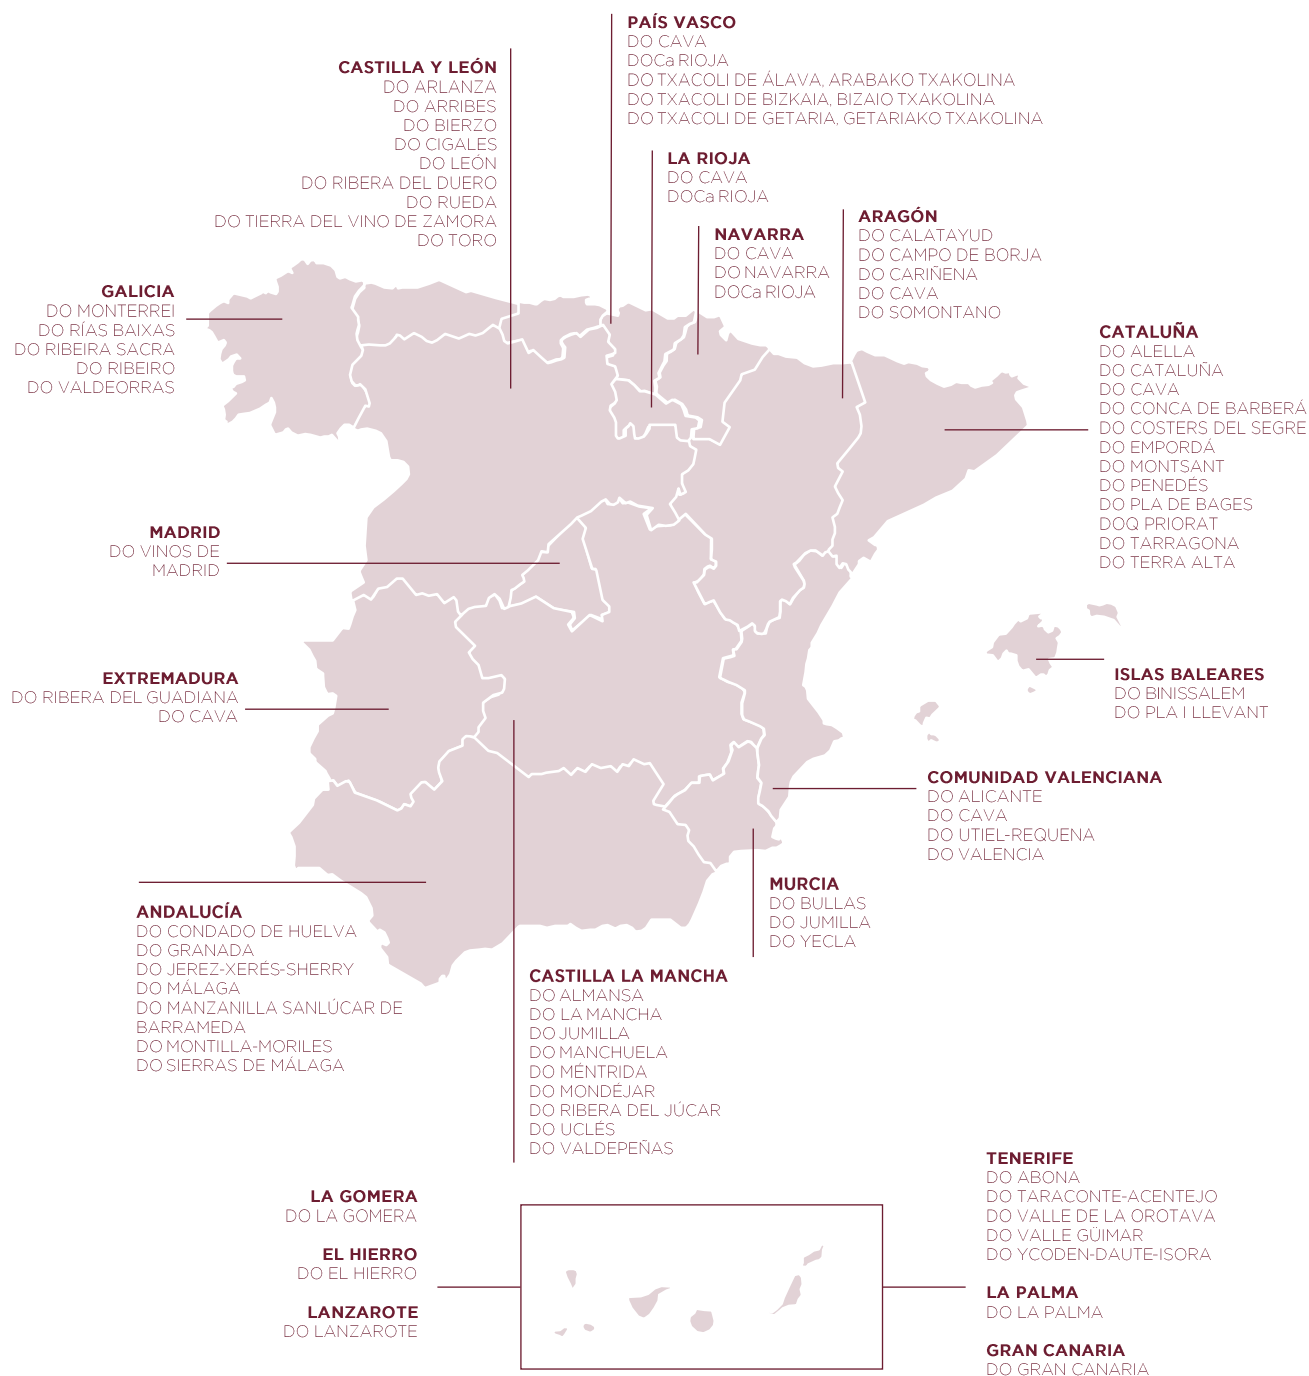 PAÍS VASCO
DO CAVA
DOCa RIOJA
DO TXACOLI DE ÁLAVA, ARABAKO TXAKOLINA
DO TXACOLI DE BIZKAIA, BIZAIO TXAKOLINA
DO TXACOLI DE GETARIA, GETARIAKO TXAKOLINA
CASTILLA Y LEÓN
DO ARLANZA
DO ARRIBES
DO BIERZO
DO CIGALES
DO LEÓN
DO RIBERA DEL DUERO
DO RUEDA
DO TIERRA DEL VINO DE ZAMORA
DO TORO
LA RIOJA
DO CAVA
DOCa RIOJA
NAVARRA
DO CAVA
DO NAVARRA
DOCa RIOJA
ARAGÓN
DO CALATAYUD
DO CAMPO DE BORJA
DO CARIÑENA
DO CAVA
DO SOMONTANO
GALICIA
DO MONTERREI
DO RÍAS BAIXAS
DO RIBEIRA SACRA
DO RIBEIRO
DO VALDEORRAS
CATALUÑA
DO ALELLA
DO CATALUÑA
DO CAVA
DO CONCA DE BARBERÁ
DO COSTERS DEL SEGRE
DO EMPORDÁ
DO MONTSANT
DO PENEDÉS
DO PLA DE BAGES
DOQ PRIORAT
DO TARRAGONA
DO TERRA ALTA
MADRID
DO VINOS DE
MADRID
EXTREMADURA
DO RIBERA DEL GUADIANA
DO CAVA
ISLAS BALEARES
DO BINISSALEM
DO PLA I LLEVANT
COMUNIDAD VALENCIANA
DO ALICANTE
DO CAVA
DO UTIEL-REQUENA
DO VALENCIA
MURCIA
DO BULLAS
DO JUMILLA
DO YECLA
ANDALUCÍA
DO CONDADO DE HUELVA
DO GRANADA
DO JEREZ-XERÉS-SHERRY
DO MÁLAGA
DO MANZANILLA SANLÚCAR DE
BARRAMEDA
DO MONTILLA-MORILES
DO SIERRAS DE MÁLAGA
CASTILLA LA MANCHA
DO ALMANSA
DO LA MANCHA
DO JUMILLA
DO MANCHUELA
DO MÉNTRIDA
DO MONDÉJAR
DO RIBERA DEL JÚCAR
DO UCLÉS
DO VALDEPEÑAS
LA GOMERA
DO LA GOMERA
EL HIERRO
DO EL HIERRO
LANZAROTE
DO LANZAROTE
TENERIFE
DO ABONA
DO TARACONTE-ACENTEJO
DO VALLE DE LA OROTAVA
DO VALLE GÜIMAR
DO YCODEN-DAUTE-ISORA
LA PALMA
DO LA PALMA
GRAN CANARIA
DO GRAN CANARIA